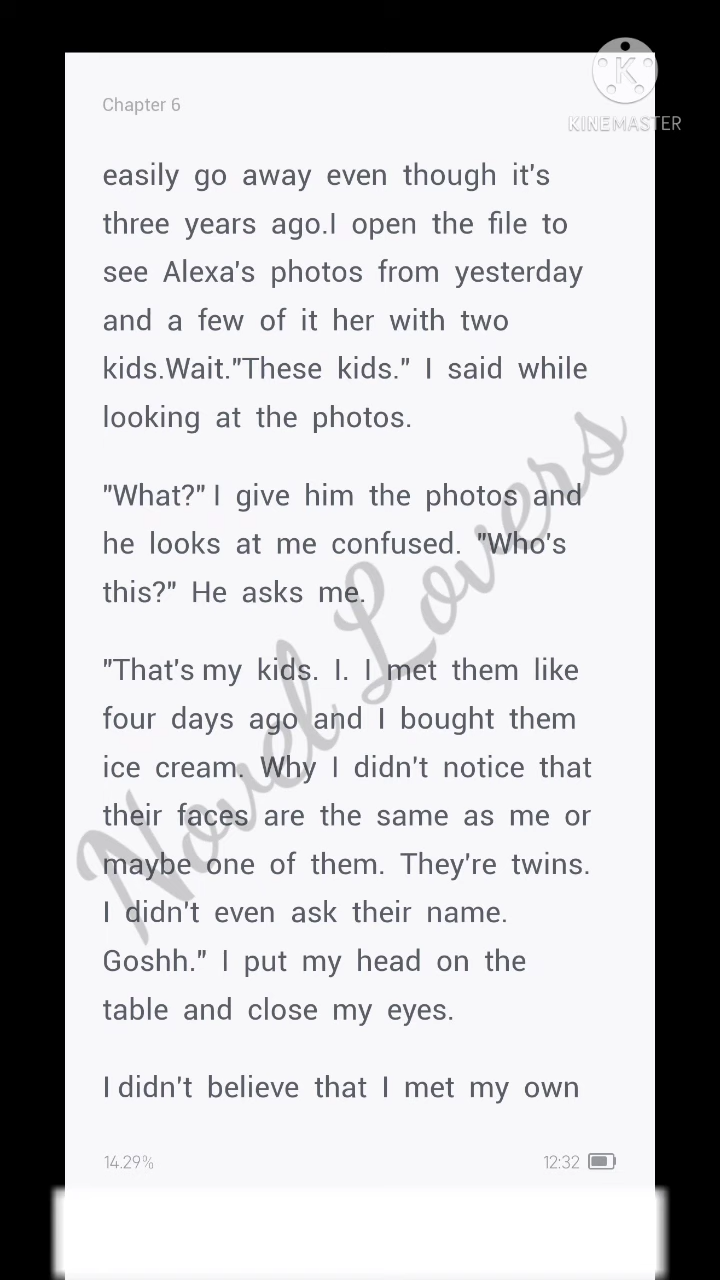 K
KINEMASTER
Chapter 6
easily go away even though it's
three years ago.I open the file to
see Alexa's photos from yesterday
and a few of it her with two
kids.Wait."These kids." I said while
looking at the photos.
"What?" I give him the photos and
he looks at me confused. "Who's
this?" He asks me.
"That's my kids. I. I met them like
four days ago and I bought them
ice cream. Why I didn't notice that
their faces are the same as me or
maybe one of them. They're twins.
I didn't even ask their name.
Goshh." I put my head on the
table and close my eyes.
I didn't believe that I met my own
Novel Lovers
14.29% 12:32